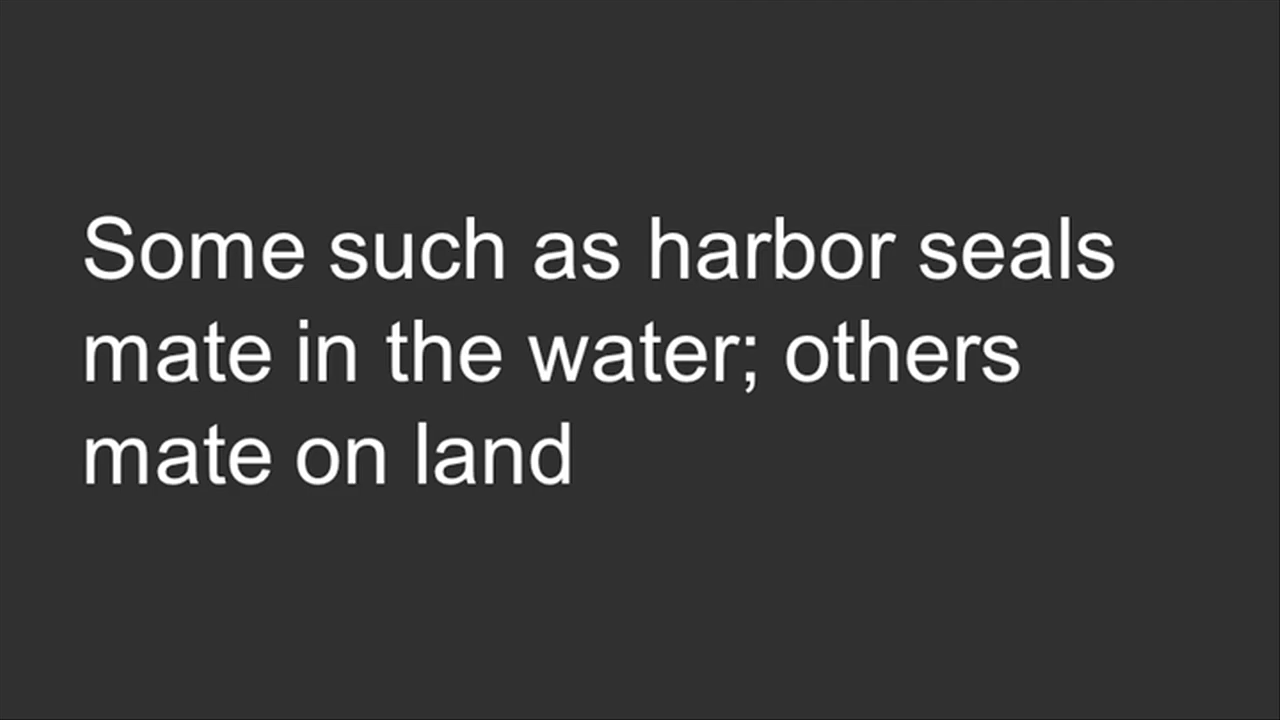 Some such as harbor seals
mate in the water; others
mate on land